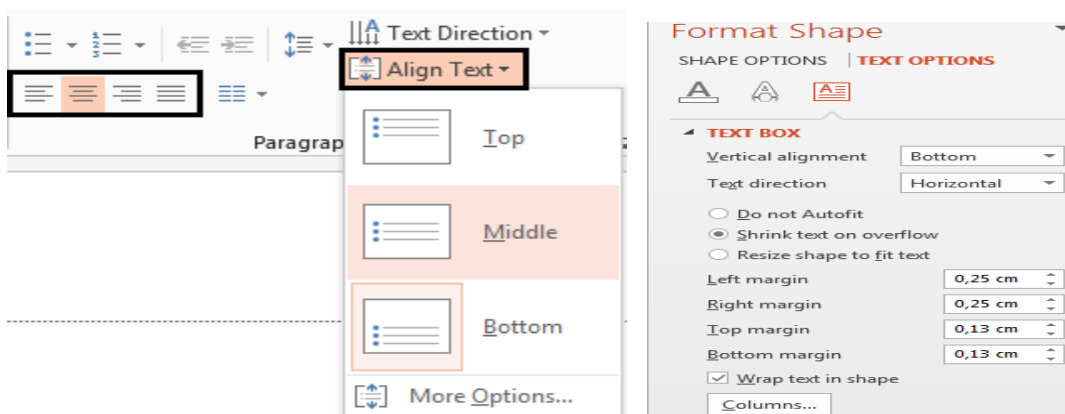 Text Direction
Align Text
Paragrap
Top
Middle
Bottom
More Options...
Format Shape
SHAPE OPTIONS | TEXT OPTIONS
TEXT BOX
Vertical alignment Bottom
Text direction Horizontal
Do not Autofit
Shrink text on overflow
Resize shape to fit text
Left margin 0,25 cm
Right margin 0,25 cm
Top margin 0,13 cm
Bottom margin 0,13 cm
Wrap text in shape
Columns...